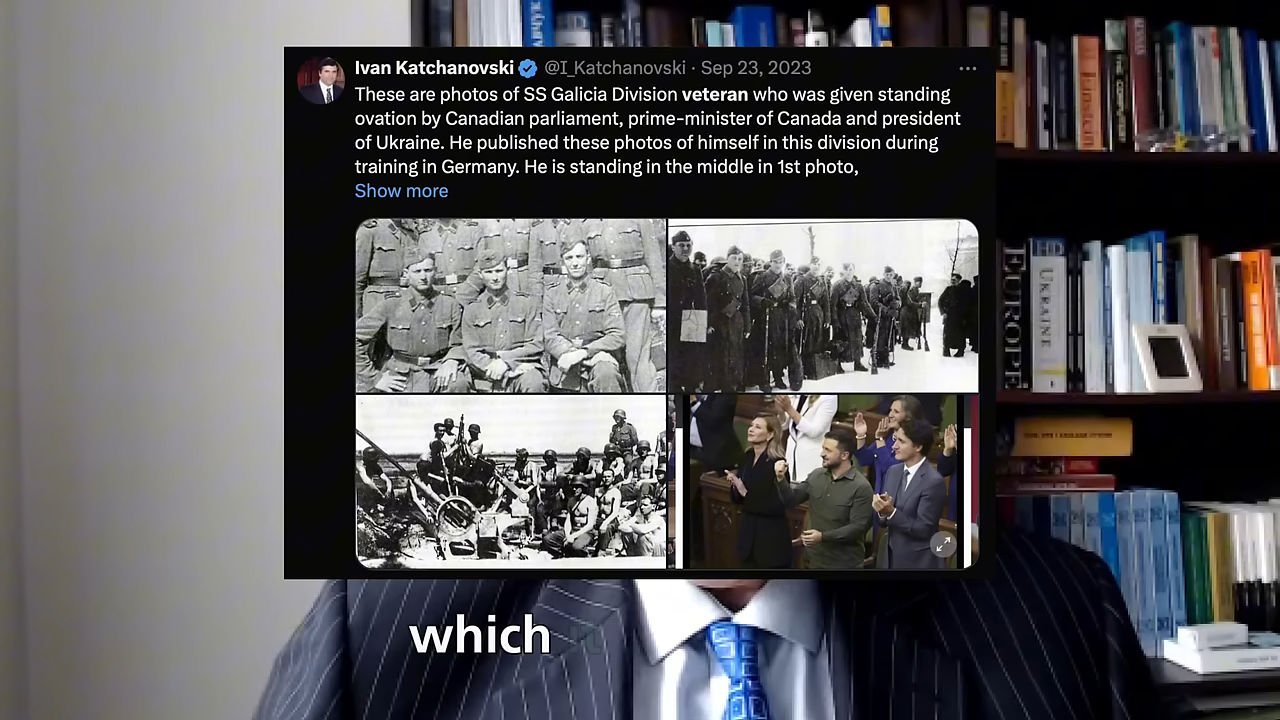 Ivan Katchanovski @I_Katchanovski · Sep 23, 2023
These are photos of SS Galicia Division veteran who was given standing
ovation by Canadian parliament, prime-minister of Canada and president
of Ukraine. He published these photos of himself in this division during
training in Germany. He is standing in the middle in 1st photo,
Show more
EUROPE
UKRAINE
which